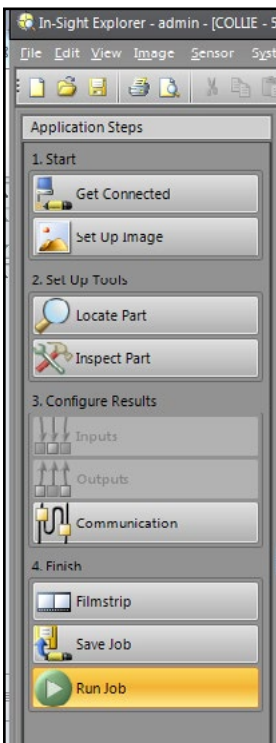 In-Sight Explorer - admin - [COLLIE - S
File Edit View Image Sensor Syst
Application Steps
1. Start
Get Connected
Set Up Image
2. Set Up Tools
Locate Part
Inspect Part
3. Configure Results
Inputs
Outputs
Communication
4. Finish
Filmstrip
Save Job
Run Job